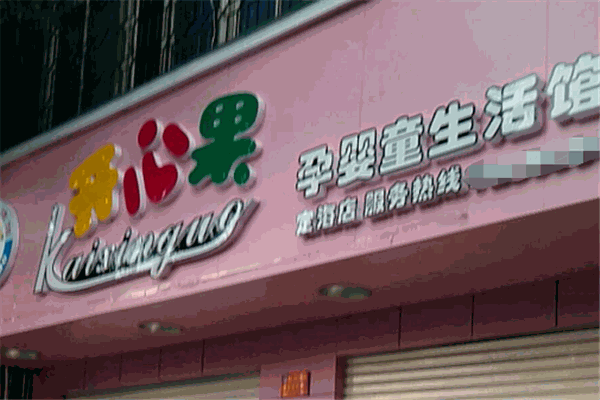 开心果
Kaixinguo
孕婴童生活馆
定海店 服务热线